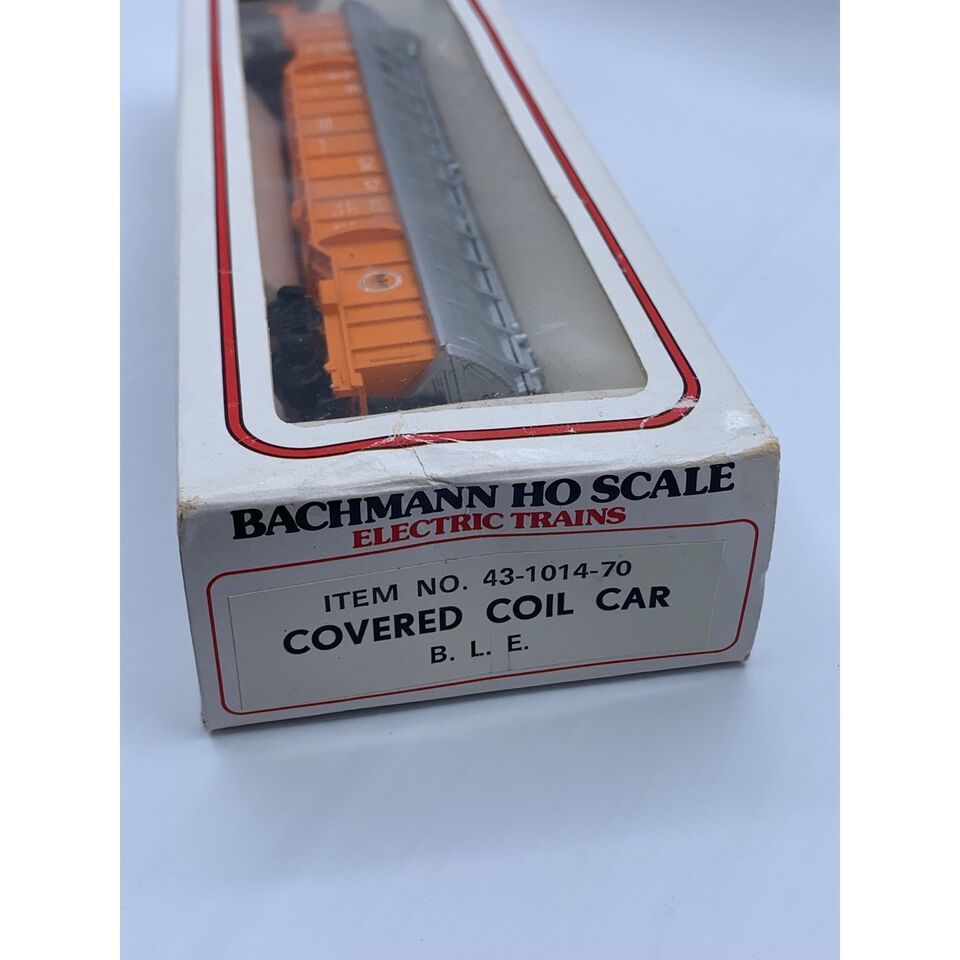 BACHMANN HO SCALE
ELECTRIC TRAINS
ITEM NO. 43-1014-70
COVERED COIL CAR
B. L. E.